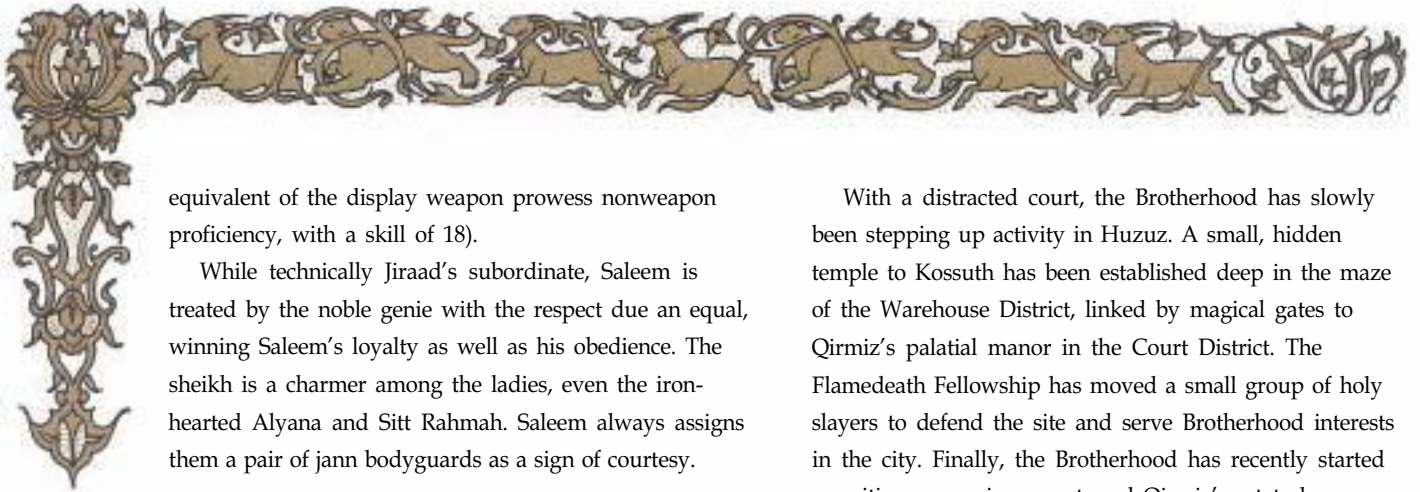 equivalent of the display weapon prowess nonweapon
proficiency, with a skill of 18).
While technically Jiraad's subordinate, Saleem is
treated by the noble genie with the respect due an equal,
winning Saleem's loyalty as well as his obedience. The
sheikh is a charmer among the ladies, even the iron-
hearted Alyana and Sitt Rahmah. Saleem always assigns
them a pair of jann bodyguards as a sign of courtesy.
With a distracted court, the Brotherhood has slowly
been stepping up activity in Huzuz. A small, hidden
temple to Kossuth has been established deep in the maze
of the Warehouse District, linked by magical gates to
Qirmiz's palatial manor in the Court District. The
Flamedeath Fellowship has moved a small group of holy
slayers to defend the site and serve Brotherhood interests
in the city. Finally, the Brotherhood has recently started